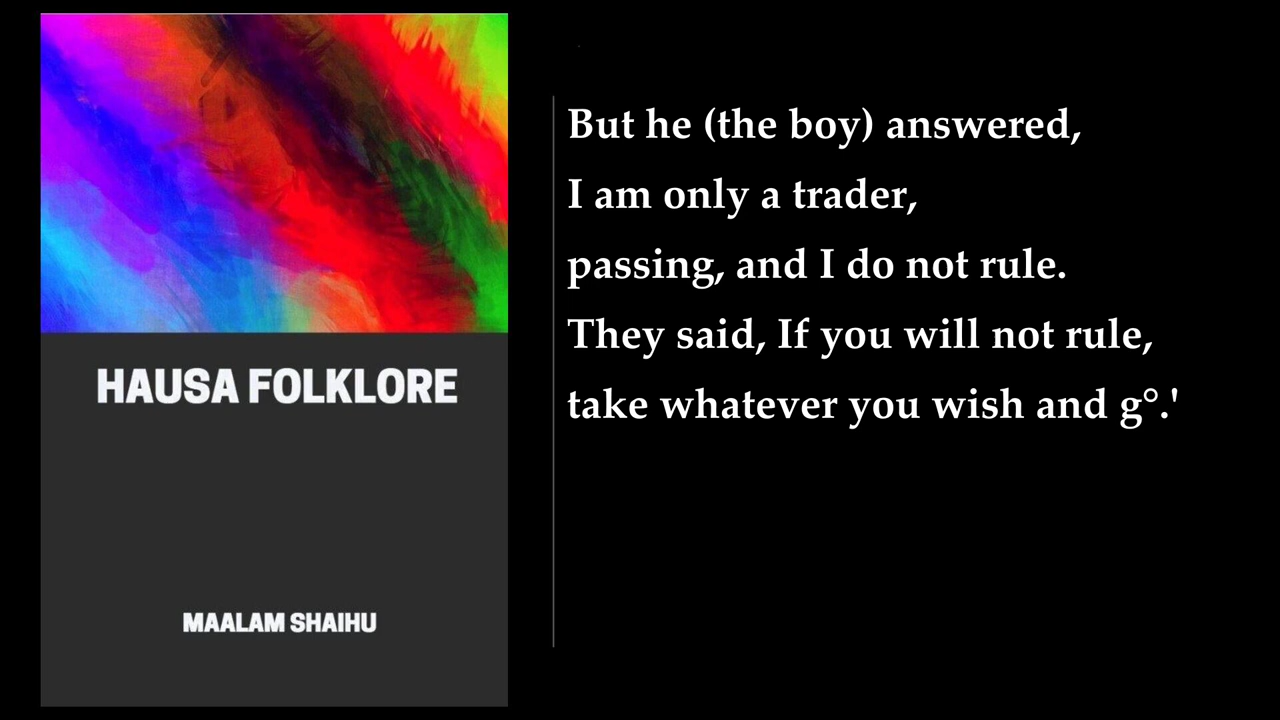 HAUSA FOLKLORE
MAALAM SHAIHU
But he (the boy) answered,
I am only a trader,
passing, and I do not rule.
They said, If you will not rule,
take whatever you wish and g°.'